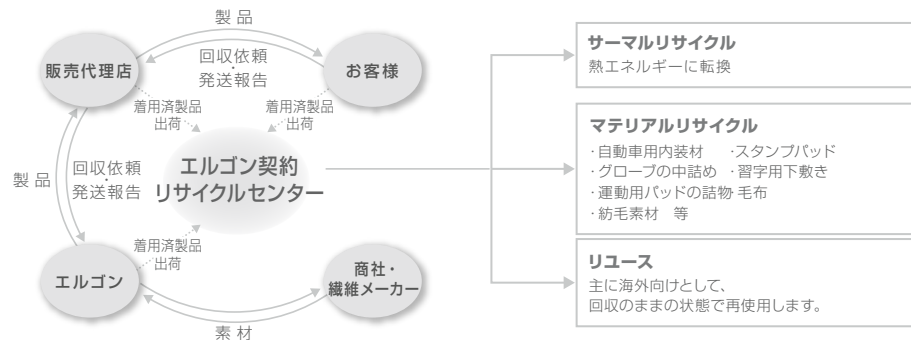 製品
販売代理店
お客様
回収依頼
・
発送報告
着用済製品
出荷
着用済製品
出荷
エルゴン契約
リサイクルセンター
製品
回収依頼
・
発送報告
着用済製品
出荷
エルゴン
商社・
繊維メーカー
素材
サーマルリサイクル
熱エネルギーに転換
マテリアルリサイクル
・自動車用内装材　・スタンプパッド
・グローブの中詰め　・習字用下敷き
・運動用パッドの詰物・毛布
・紡毛素材　等
リユース
主に海外向けとして、
回収のままの状態で再使用します。